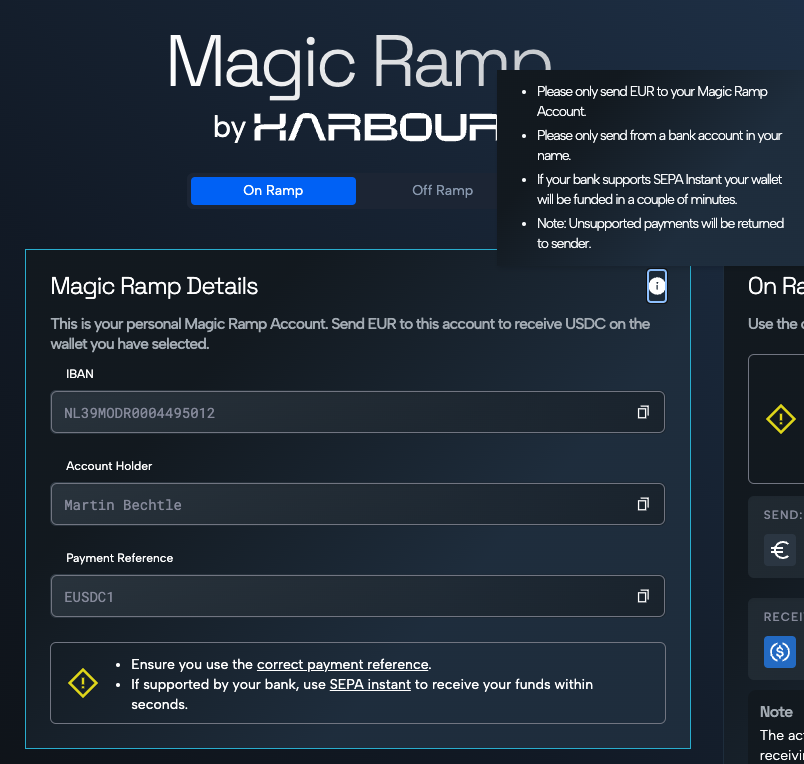 Magic Ramp
by HARBOUR
Please only send EUR to your Magic Ramp
Account.
Please only send from a bank account in your
name.
If your bank supports SEPA Instant your wallet
will be funded in a couple of minutes.
Note: Unsupported payments will be returned
to sender.
On Ramp
Off Ramp
Magic Ramp Details
This is your personal Magic Ramp Account. Send EUR to this account to receive USDC on the
wallet you have selected.
IBAN
NL39MODR0004495012
Account Holder
Martin Bechtle
Payment Reference
EUSDC1
Ensure you use the correct payment reference.
If supported by your bank, use SEPA instant to receive your funds within
seconds.
On Ra
Use the
SEND:
€
RECEI
Note
The ac
receivi